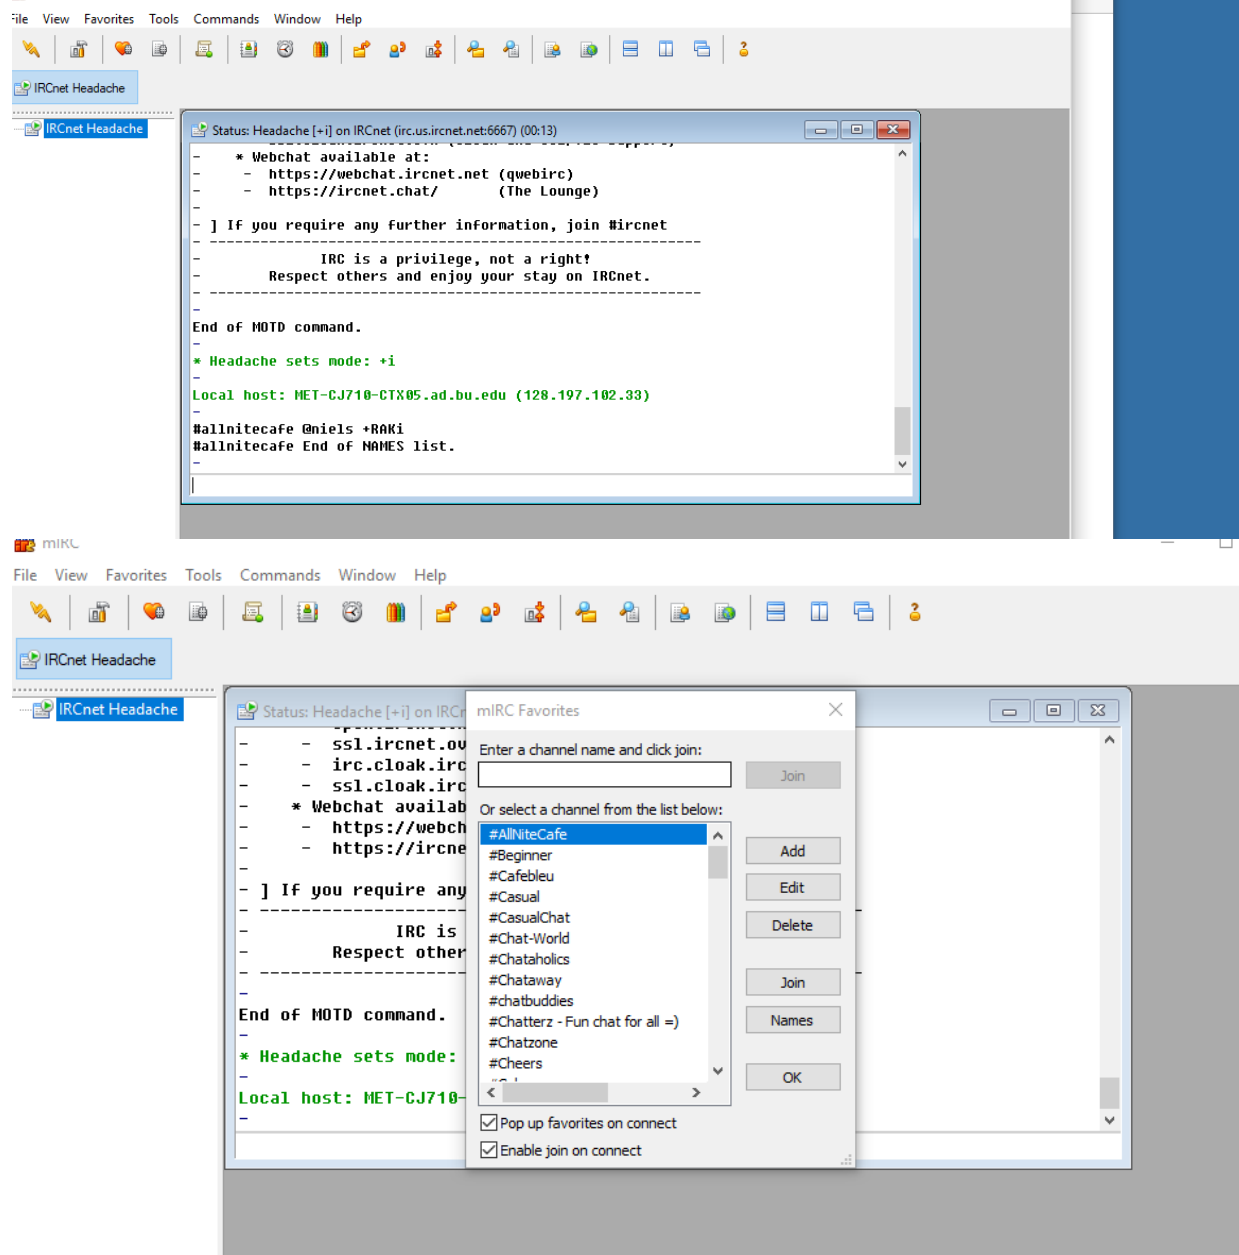 File View Favorites Tools Commands Window Help
IRCnet Headache
IRCnet Headache
Status: Headache [+i] on IRCnet (irc.us.ircnet.net:6667) (00:13)
- * Webchat available at:
- - https://webchat.ircnet.net (qwebirc)
- - https://ircnet.chat/ (The Lounge)
-
- ] If you require any further information, join #ircnet
- ----------------------------------------------------------
- IRC is a privilege, not a right!
- Respect others and enjoy your stay on IRCnet.
- ----------------------------------------------------------
-
End of MOTD command.
-
* Headache sets mode: +i
-
Local host: MET-CJ710-CTX05.ad.bu.edu (128.197.102.33)
-
#allnitecafe @niels +RAKi
#allnitecafe End of NAMES list.
-
mIRC
File View Favorites Tools Commands Window Help
IRCnet Headache
IRCnet Headache
Status: Headache [+i] on IRCr
- - ssl.ircnet.ov
- - irc.cloak.irc
- - ssl.cloak.irc
- * Webchat availab
- - https://webch
- - https://ircne
-
- ] If you require any
- --------------------
- IRC is
- Respect other
- --------------------
-
End of MOTD command.
-
* Headache sets mode:
-
Local host: MET-CJ710-
-
mIRC Favorites
Enter a channel name and click join:
Join
Or select a channel from the list below:
#AllNiteCafe
#Beginner
#Cafebleu
#Casual
#CasualChat
#Chat-World
#Chataholics
#Chataway
#chatbuddies
#Chatterz - Fun chat for all =)
#Chatzone
#Cheers
Add
Edit
Delete
Join
Names
OK
Pop up favorites on connect
Enable join on connect